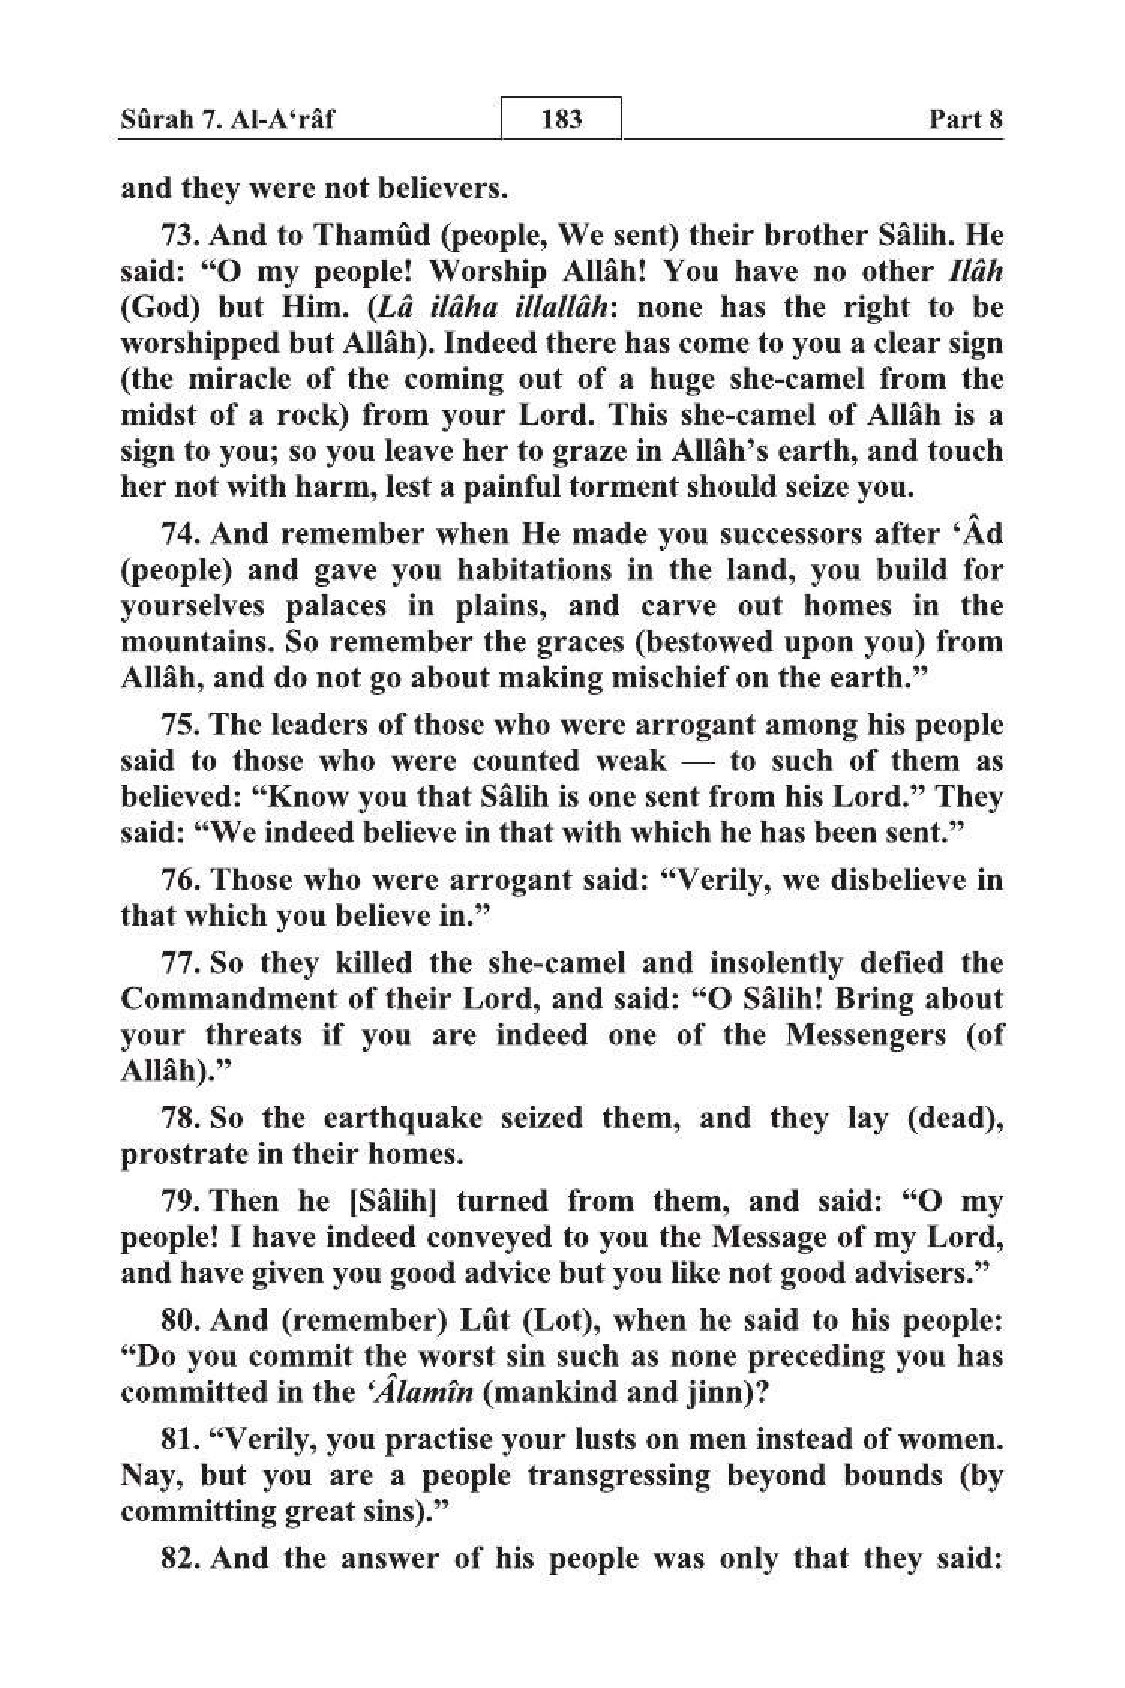 Sûrah 7. Al-A‘râf 183 Part 8
and they were not believers.
73. And to Thamûd (people, We sent) their brother Sâlih. He
said: “O my people! Worship Allâh! You have no other Ilâh
(God) but Him. (Lâ ilâha illallâh: none has the right to be
worshipped but Allâh). Indeed there has come to you a clear sign
(the miracle of the coming out of a huge she-camel from the
midst of a rock) from your Lord. This she-camel of Allâh is a
sign to you; so you leave her to graze in Allâh’s earth, and touch
her not with harm, lest a painful torment should seize you.
74. And remember when He made you successors after ‘Âd
(people) and gave you habitations in the land, you build for
yourselves palaces in plains, and carve out homes in the
mountains. So remember the graces (bestowed upon you) from
Allâh, and do not go about making mischief on the earth.”
75. The leaders of those who were arrogant among his people
said to those who were counted weak — to such of them as
believed: “Know you that Sâlih is one sent from his Lord.” They
said: “We indeed believe in that with which he has been sent.”
76. Those who were arrogant said: “Verily, we disbelieve in
that which you believe in.”
77. So they killed the she-camel and insolently defied the
Commandment of their Lord, and said: “O Sâlih! Bring about
your threats if you are indeed one of the Messengers (of
Allâh).”
78. So the earthquake seized them, and they lay (dead),
prostrate in their homes.
79. Then he [Sâlih] turned from them, and said: “O my
people! I have indeed conveyed to you the Message of my Lord,
and have given you good advice but you like not good advisers.”
80. And (remember) Lût (Lot), when he said to his people:
“Do you commit the worst sin such as none preceding you has
committed in the ‘Âlamîn (mankind and jinn)?
81. “Verily, you practise your lusts on men instead of women.
Nay, but you are a people transgressing beyond bounds (by
committing great sins).”
82. And the answer of his people was only that they said: